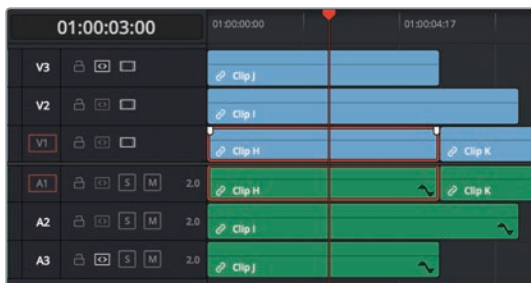 01:00:03:00 01:00:00:00 01:00:04:17
V3 Clip J
V2 Clip I
V1 Clip H Clip K
A1 S M 2.0 Clip H Clip K
A2 S M 2.0 Clip I
A3 S M 2.0 Clip J